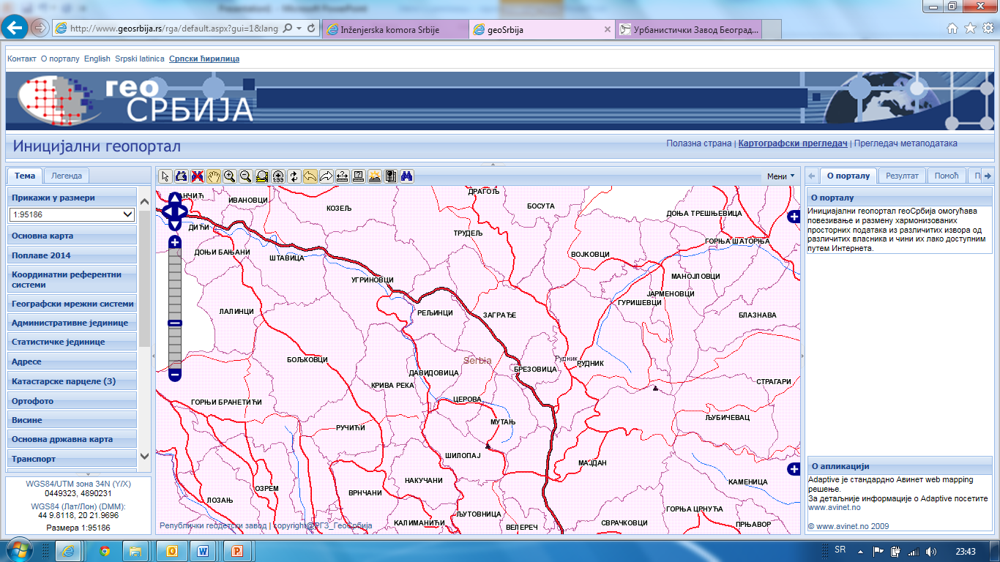 http://www.geosrbija.rs/rga/default.aspx?gui=1&lang
Inženjerska komora Srbije
geoSrbija
Урбанистички Завод Београд...
Контакт О порталу English Srpski latinica Српски ћирилица
гео
СРБИЈА
Иницијални геопортал
Полазна страна | Картографски прегледач | Прегледач метаподатака
Тема
Легенда
Мени
О порталу
Резултат
Помоћ
П
Прикажи у размери
1:95186
Основна карта
Поплаве 2014
Координатни референтни
системи
Географски мрежни системи
Административне јединице
Статистичке јединице
Адресе
Катастарске парцеле (3)
Ортофото
Висине
Основна државна карта
Транспорт
WGS84/UTM зона 34N (Y/X)
0449323, 4890231
WGS84 (Лат/Лон) (DMM):
44 9.8118, 20 21.9696
Размера 1:95186
ИВАНОВЦИ
КОЗЕЉ
ДРАГОЉ
БОСУТА
ДОЊА ТРЕШЊЕВИЦА
ДИЋИ
ТРУДЕЉ
ГОРЊА ШАТОРЊА
ДОЊИ БАЊАНИ
ШТАВИЦА
ВОЈКОВЦИ
УГРИНОВЦИ
МАНОЈЛОВЦИ
ЈАРМЕНОВЦИ
ГУРИШЕВЦИ
ЛАЛИНЦИ
РЕЉИНЦИ
ЗАГРАЂЕ
БЛАЗНАВА
БОЉКОВЦИ
Serbia
Рудник
РУДНИК
БРЕЗОВИЦА
ДАВИДОВИЦА
КРИВА РЕКА
СТРАГАРИ
ГОРЊИ БРАНЕТИЋИ
ЦЕРОВА
МУТАЊ
ЉУБИЧЕВАЦ
РУЧИЋИ
ШИЛОПАЈ
МАЈДАН
НАКУЧАНИ
КАМЕНИЦА
ОЗРЕМ
ВРНЧАНИ
ЛОЗАЊ
ЉУТОВНИЦА
ГОРЊА ЦРНУЋА
КАЛИМАНИЋИ
ВЕЛЕРЕЧ
СВРАЧКОВЦИ
ПРЊАВОР
Републички геодетски завод | copyright@РГЗ_ГеоСрбија
О порталу
Иницијални геопортал геоСрбија омогућава
повезивање и размену хармонизованих
просторних података из различитих извора од
различитих власника и чини их лако доступним
путем Интернета.
О апликацији
Adaptive је стандардно Авинет web mapping
решење.
За детаљније информације о Adaptive посетите
www.avinet.no
© www.avinet.no 2009
SR
23:43